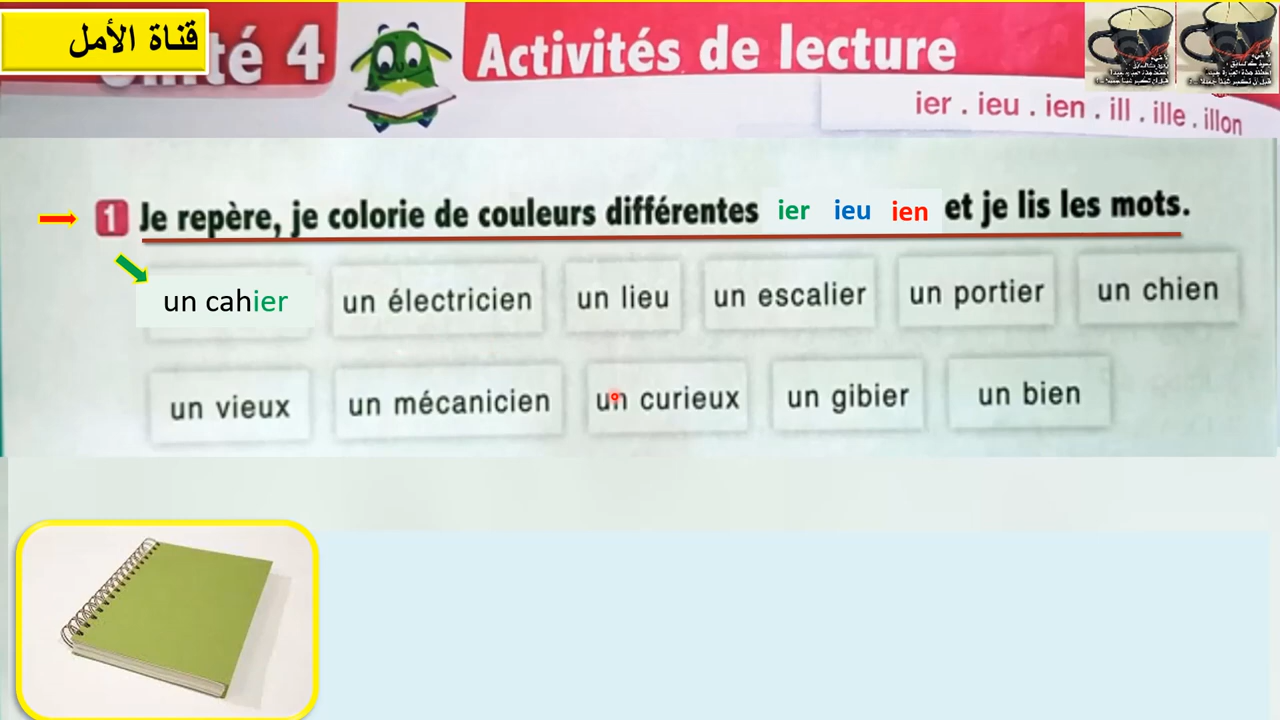 قناة الأمل
Unité 4
Activités de lecture
ier . ieu . ien . ill . ille . illon
1 Je repère, je colorie de couleurs différentes ier ieu ien et je lis les mots.
un cahier un électricien un lieu un escalier un portier un chien
un vieux un mécanicien un curieux un gibier un bien